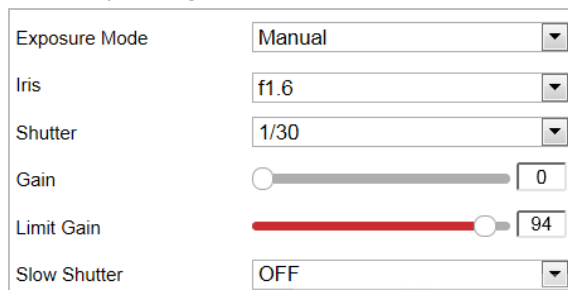 Exposure Mode Manual
Iris f1.6
Shutter 1/30
Gain 0
Limit Gain 94
Slow Shutter OFF